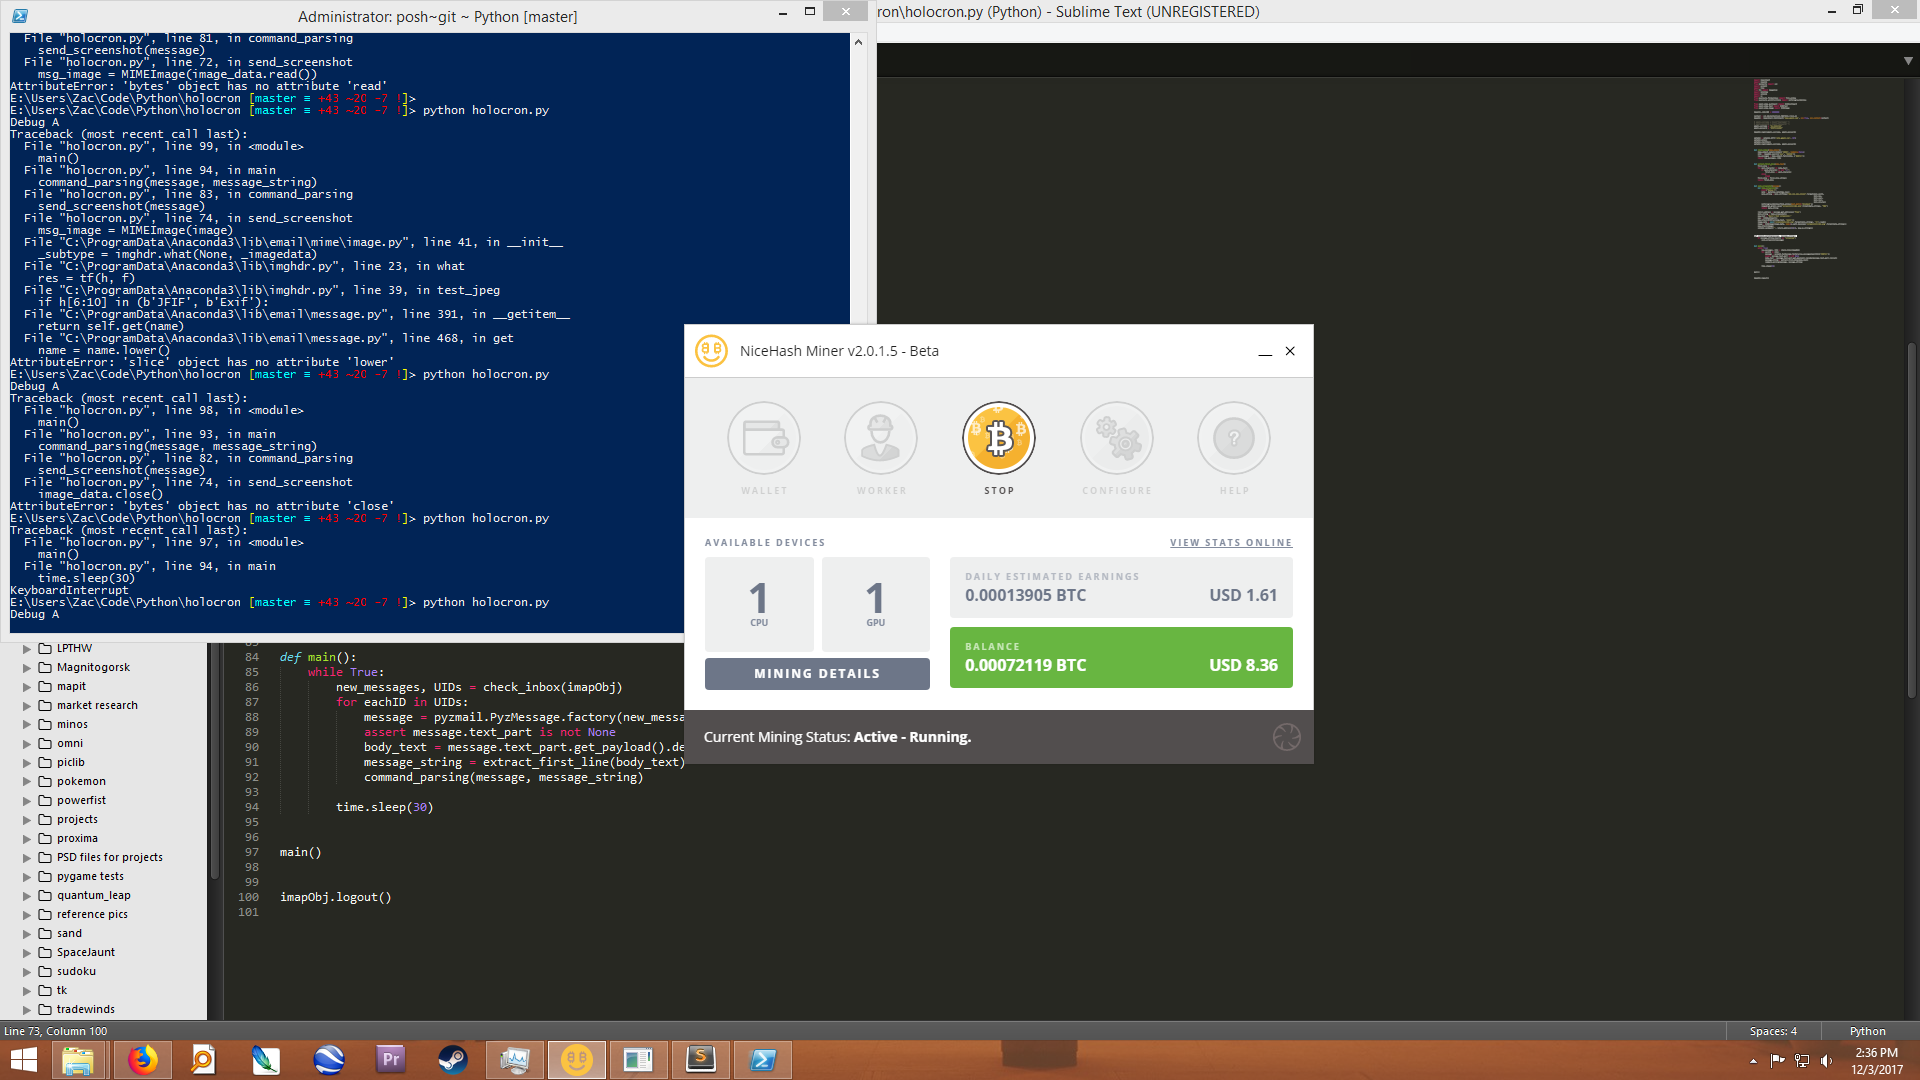 Administrator: posh~git ~ Python [master]
File "holocron.py", line 81, in command_parsing
send_screenshot(message)
File "holocron.py", line 72, in send_screenshot
msg_image = MIMEImage(image_data.read())
AttributeError: 'bytes' object has no attribute 'read'
E:\Users\Zac\Code\Python\holocron [master ≡ +43 ~20 -7 !]>
E:\Users\Zac\Code\Python\holocron [master ≡ +43 ~20 -7 !]> python holocron.py
Debug A
Traceback (most recent call last):
File "holocron.py", line 99, in <module>
main()
File "holocron.py", line 94, in main
command_parsing(message, message_string)
File "holocron.py", line 83, in command_parsing
send_screenshot(message)
File "holocron.py", line 74, in send_screenshot
msg_image = MIMEImage(image)
File "C:\ProgramData\Anaconda3\lib\email\mime\image.py", line 41, in __init__
_subtype = imghdr.what(None, _imagedata)
File "C:\ProgramData\Anaconda3\lib\imghdr.py", line 23, in what
res = tf(h, f)
File "C:\ProgramData\Anaconda3\lib\imghdr.py", line 39, in test_jpeg
if h[6:10] in (b'JFIF', b'Exif'):
File "C:\ProgramData\Anaconda3\lib\email\message.py", line 391, in __getitem__
return self.get(name)
File "C:\ProgramData\Anaconda3\lib\email\message.py", line 468, in get
name = name.lower()
AttributeError: 'slice' object has no attribute 'lower'
E:\Users\Zac\Code\Python\holocron [master ≡ +43 ~20 -7 !]> python holocron.py
Debug A
Traceback (most recent call last):
File "holocron.py", line 98, in <module>
main()
File "holocron.py", line 93, in main
command_parsing(message, message_string)
File "holocron.py", line 82, in command_parsing
send_screenshot(message)
File "holocron.py", line 74, in send_screenshot
image_data.close()
AttributeError: 'bytes' object has no attribute 'close'
E:\Users\Zac\Code\Python\holocron [master ≡ +43 ~20 -7 !]> python holocron.py
Traceback (most recent call last):
File "holocron.py", line 97, in <module>
main()
File "holocron.py", line 94, in main
time.sleep(30)
KeyboardInterrupt
E:\Users\Zac\Code\Python\holocron [master ≡ +43 ~20 -7 !]> python holocron.py
Debug A
ron\holocron.py (Python) - Sublime Text (UNREGISTERED)
NiceHash Miner v2.0.1.5 - Beta
WALLET
WORKER
STOP
CONFIGURE
HELP
AVAILABLE DEVICES
VIEW STATS ONLINE
1
CPU
1
GPU
MINING DETAILS
DAILY ESTIMATED EARNINGS
0.00013905 BTC USD 1.61
BALANCE
0.00072119 BTC USD 8.36
Current Mining Status: Active - Running.
LPTHW
Magnitogorsk
mapit
market research
minos
omni
piclib
pokemon
powerfist
projects
proxima
PSD files for projects
pygame tests
quantum_leap
reference pics
sand
SpaceJaunt
sudoku
tk
tradewinds
84 def main():
85 while True:
86 new_messages, UIDs = check_inbox(imapObj)
87 for eachID in UIDs:
88 message = pyzmail.PyzMessage.factory(new_messa
89 assert message.text_part is not None
90 body_text = message.text_part.get_payload().de
91 message_string = extract_first_line(body_text)
92 command_parsing(message, message_string)
93
94 time.sleep(30)
95
96
97 main()
98
99
100 imapObj.logout()
101
Line 73, Column 100
Spaces: 4
Python
Pr
S
2:36 PM
12/3/2017